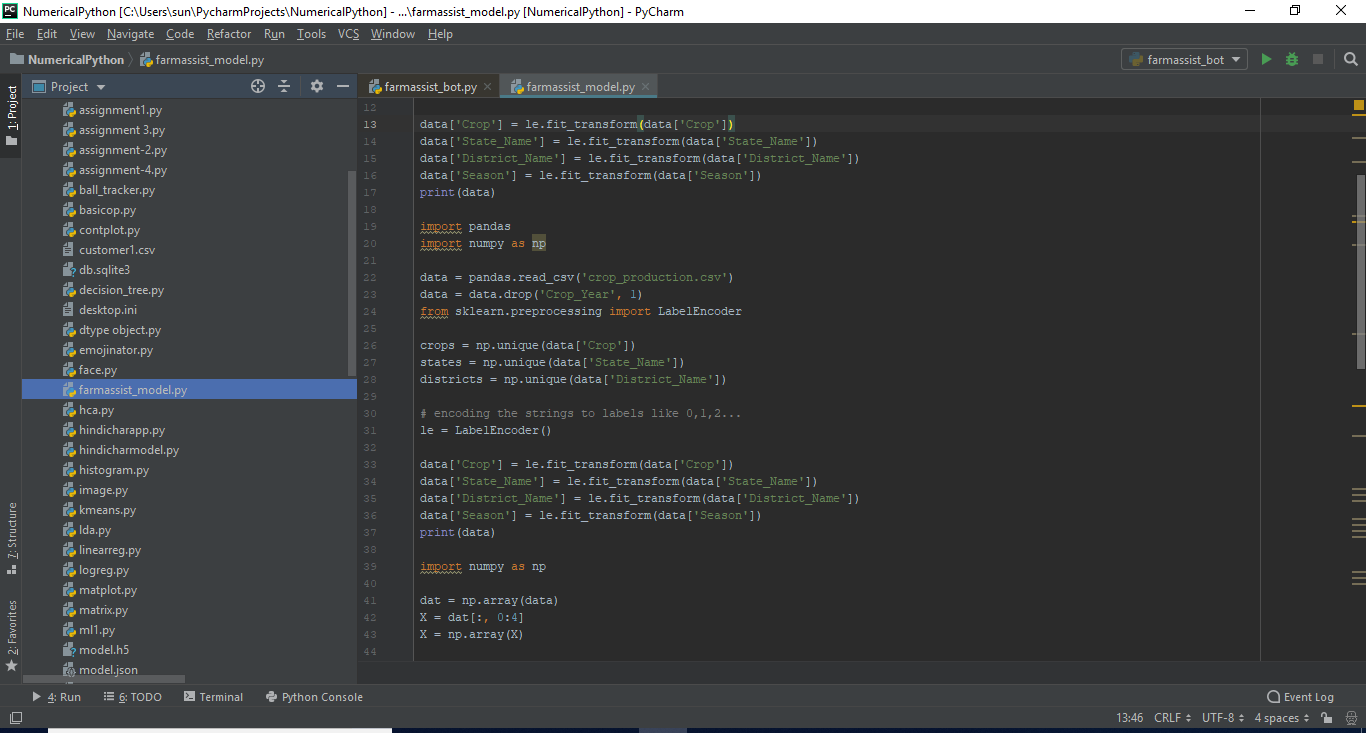 NumericalPython [C:\Users\sun\PycharmProjects\NumericalPython] - ...\farmassist_model.py [NumericalPython] - PyCharm
File Edit View Navigate Code Refactor Run Tools VCS Window Help
NumericalPython farmassist_model.py farmassist_bot
1: Project
Project
assignment1.py
assignment 3.py
assignment-2.py
assignment-4.py
ball_tracker.py
basicop.py
contplot.py
customer1.csv
db.sqlite3
decision_tree.py
desktop.ini
dtype object.py
emojinator.py
face.py
farmassist_model.py
hca.py
hindicharapp.py
hindicharmodel.py
histogram.py
image.py
kmeans.py
lda.py
linearreg.py
logreg.py
matplot.py
matrix.py
ml1.py
model.h5
model.json
7: Structure
2: Favorites
farmassist_bot.py farmassist_model.py
12
13 data['Crop'] = le.fit_transform(data['Crop'])
14 data['State_Name'] = le.fit_transform(data['State_Name'])
15 data['District_Name'] = le.fit_transform(data['District_Name'])
16 data['Season'] = le.fit_transform(data['Season'])
17 print(data)
18
19 import pandas
20 import numpy as np
21
22 data = pandas.read_csv('crop_production.csv')
23 data = data.drop('Crop_Year', 1)
24 from sklearn.preprocessing import LabelEncoder
25
26 crops = np.unique(data['Crop'])
27 states = np.unique(data['State_Name'])
28 districts = np.unique(data['District_Name'])
29
30 # encoding the strings to labels like 0,1,2...
31 le = LabelEncoder()
32
33 data['Crop'] = le.fit_transform(data['Crop'])
34 data['State_Name'] = le.fit_transform(data['State_Name'])
35 data['District_Name'] = le.fit_transform(data['District_Name'])
36 data['Season'] = le.fit_transform(data['Season'])
37 print(data)
38
39 import numpy as np
40
41 dat = np.array(data)
42 X = dat[:, 0:4]
43 X = np.array(X)
44
4: Run 6: TODO Terminal Python Console Event Log
13:46 CRLF UTF-8 4 spaces